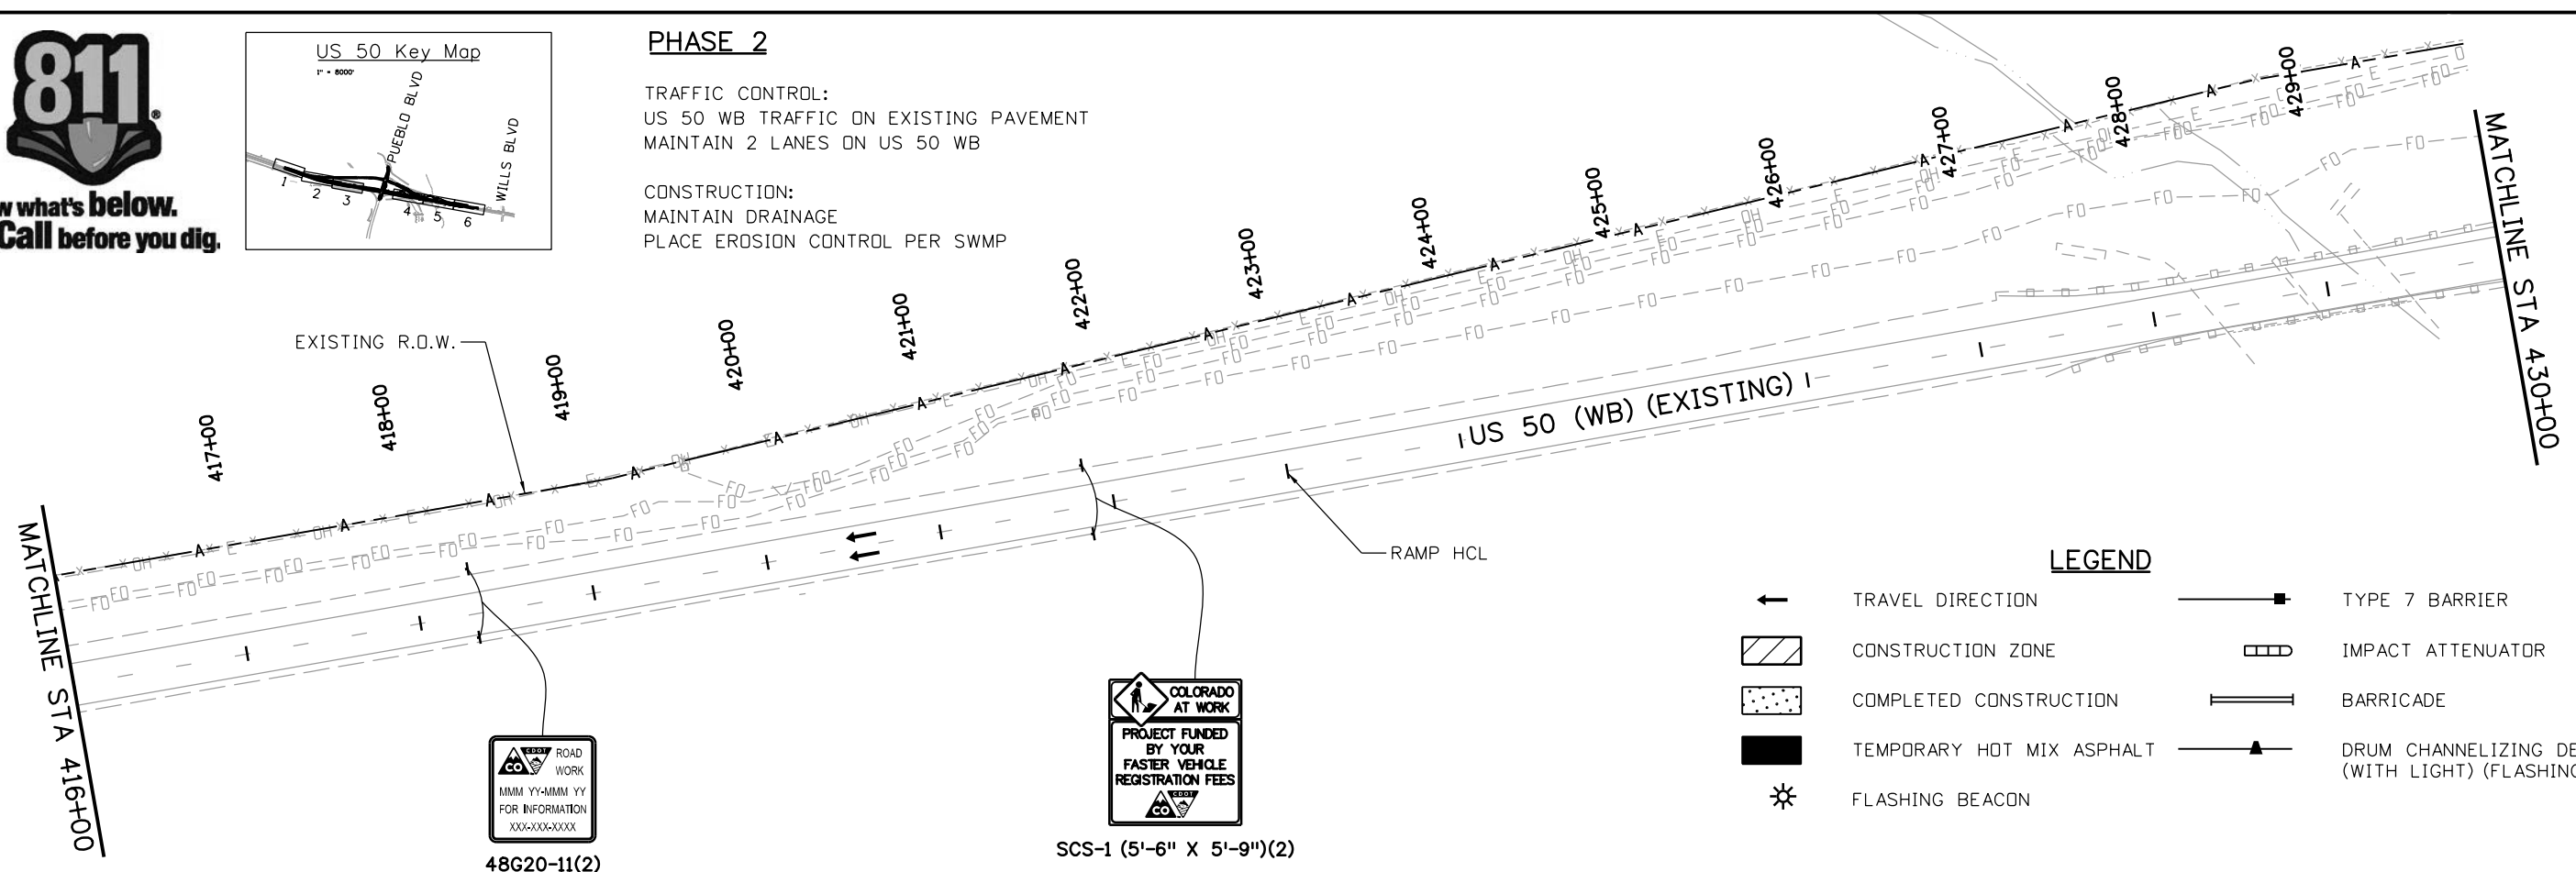 811
w what's below.
Call before you dig.
US 50 Key Map
1" = 8000'
PUEBLO BLVD
WILLS BLVD
1
2
3
4
5
6
PHASE 2
TRAFFIC CONTROL:
US 50 WB TRAFFIC ON EXISTING PAVEMENT
MAINTAIN 2 LANES ON US 50 WB
CONSTRUCTION:
MAINTAIN DRAINAGE
PLACE EROSION CONTROL PER SWMP
EXISTING R.O.W.
417+00
418+00
419+00
420+00
421+00
422+00
423+00
424+00
425+00
426+00
427+00
428+00
429+00
MATCHLINE STA 416+00
MATCHLINE STA 430+00
US 50 (WB) (EXISTING)
RAMP HCL
CDOT
CO
ROAD
WORK
MMM YY-MMM YY
FOR INFORMATION
XXX-XXX-XXXX
48G20-11(2)
COLORADO
AT WORK
PROJECT FUNDED
BY YOUR
FASTER VEHICLE
REGISTRATION FEES
CDOT
CO
SCS-1 (5'-6" X 5'-9")(2)
LEGEND
TRAVEL DIRECTION
CONSTRUCTION ZONE
COMPLETED CONSTRUCTION
TEMPORARY HOT MIX ASPHALT
FLASHING BEACON
TYPE 7 BARRIER
IMPACT ATTENUATOR
BARRICADE
DRUM CHANNELIZING DE
(WITH LIGHT) (FLASHING